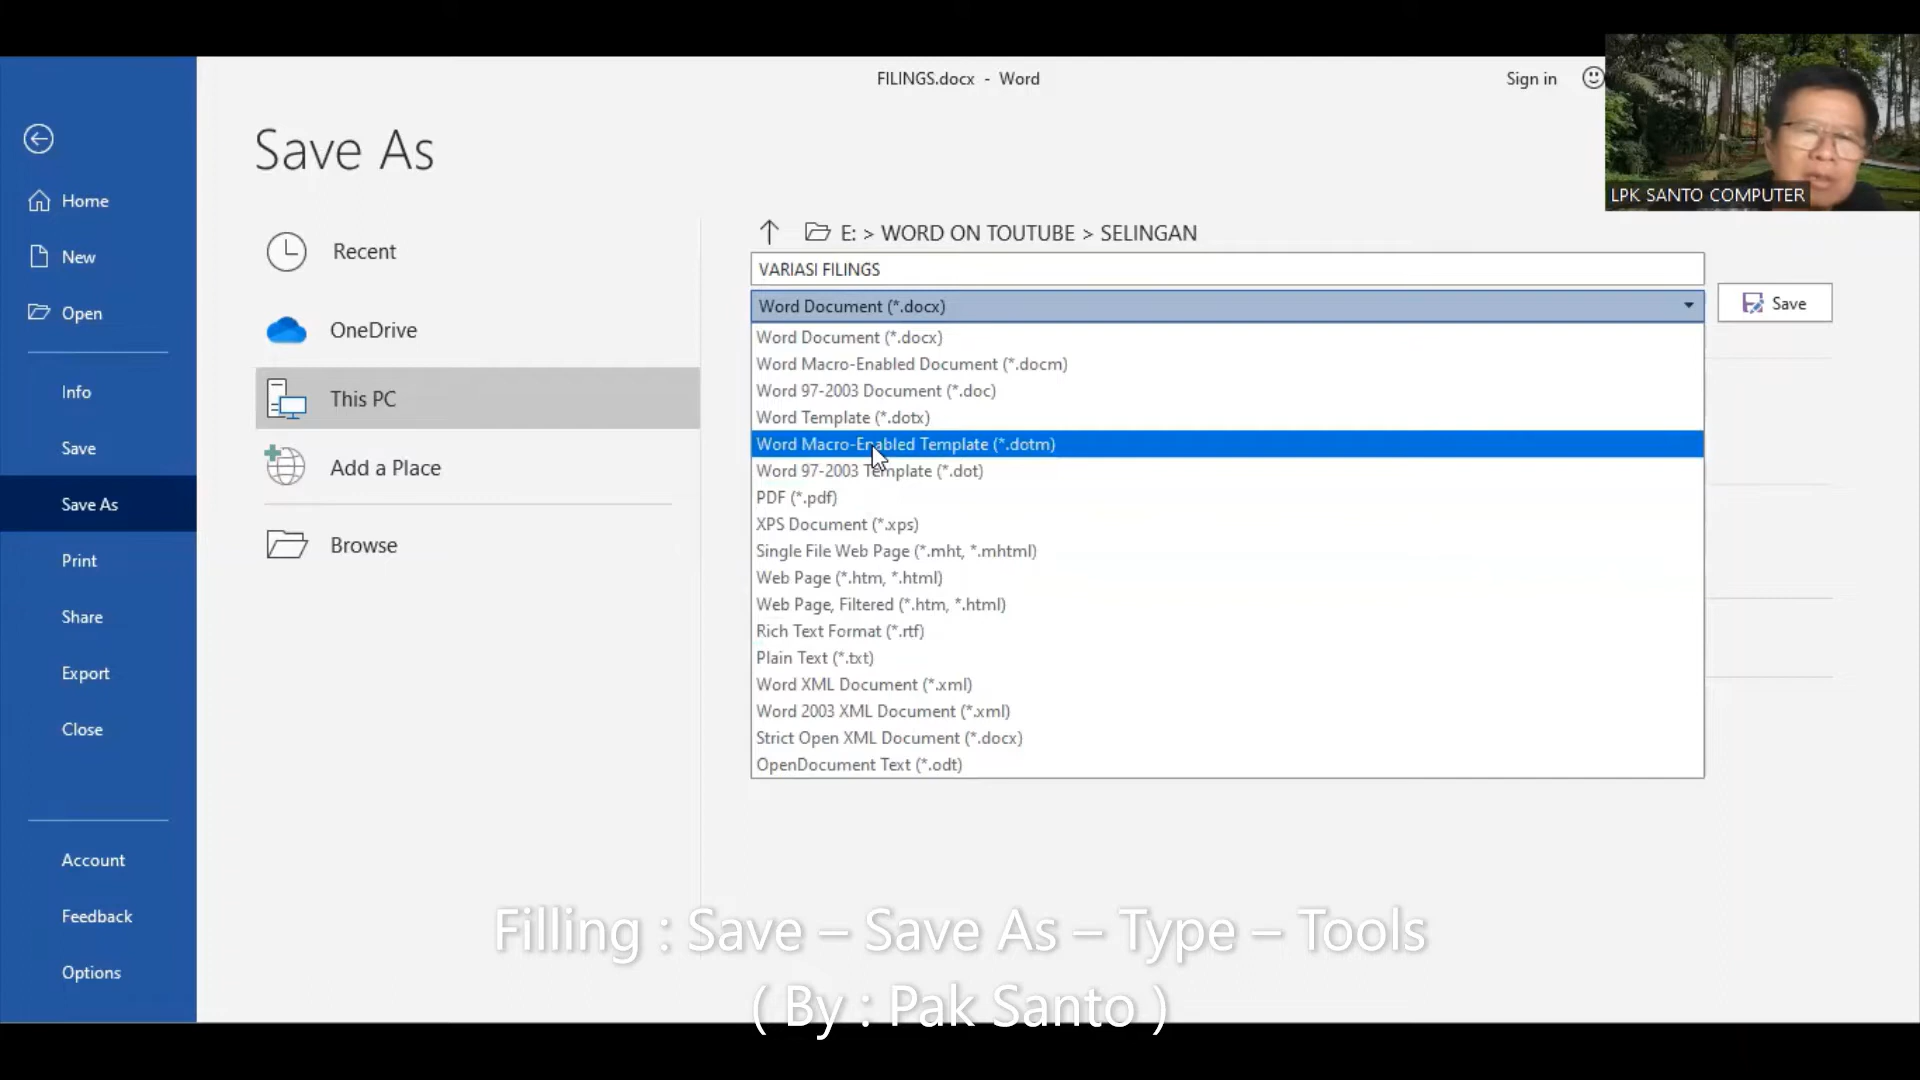 FILINGS.docx - Word
Sign in
LPK SANTO COMPUTER
Save As
Home
New
Open
Info
Save
Save As
Print
Share
Export
Close
Account
Feedback
Options
Recent
OneDrive
This PC
Add a Place
Browse
E: > WORD ON TOUTUBE > SELINGAN
VARIASI FILINGS
Word Document (*.docx)
Save
Word Document (*.docx)
Word Macro-Enabled Document (*.docm)
Word 97-2003 Document (*.doc)
Word Template (*.dotx)
Word Macro-Enabled Template (*.dotm)
Word 97-2003 Template (*.dot)
PDF (*.pdf)
XPS Document (*.xps)
Single File Web Page (*.mht, *.mhtml)
Web Page (*.htm, *.html)
Web Page, Filtered (*.htm, *.html)
Rich Text Format (*.rtf)
Plain Text (*.txt)
Word XML Document (*.xml)
Word 2003 XML Document (*.xml)
Strict Open XML Document (*.docx)
OpenDocument Text (*.odt)
Filling : Save – Save As – Type – Tools
( By : Pak Santo )